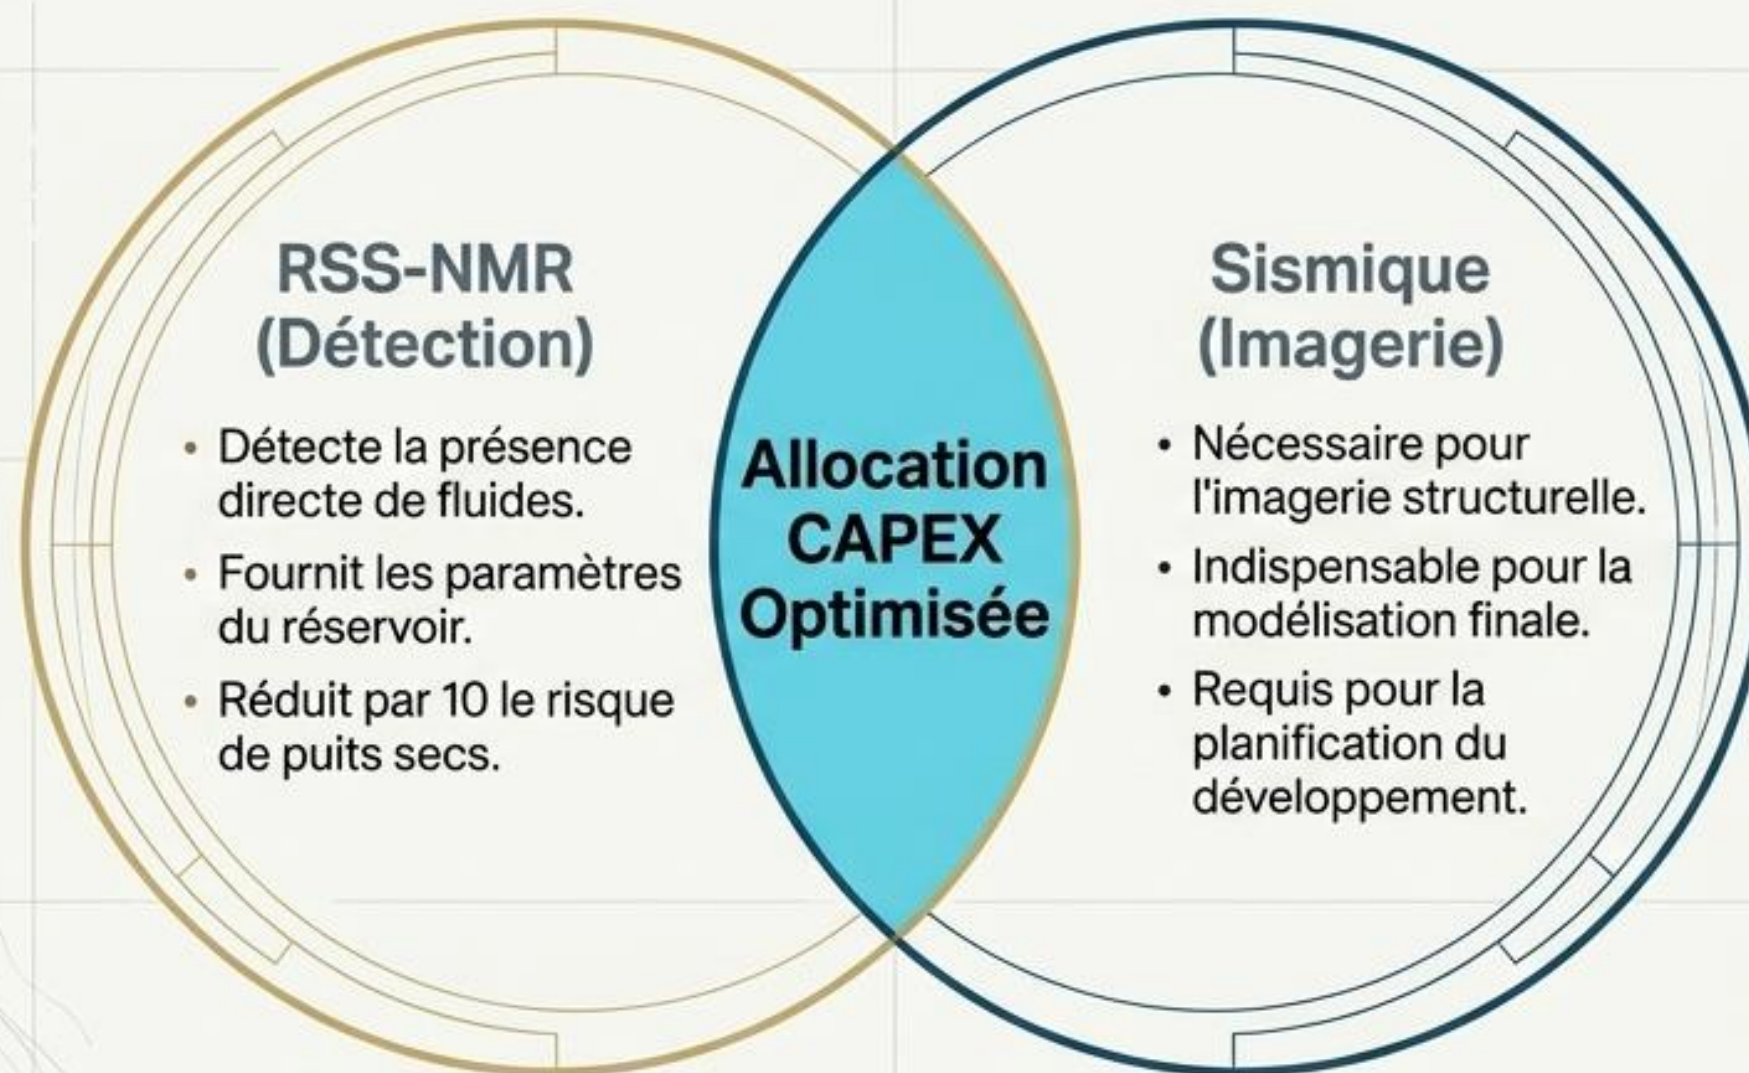 RSS-NMR
(Détection)
• Détecte la présence
directe de fluides.
• Fournit les paramètres
du réservoir.
• Réduit par 10 le risque
de puits secs.
Allocation
CAPEX
Optimisée
Sismique
(Imagerie)
• Nécessaire pour
l'imagerie structurelle.
• Indispensable pour la
modélisation finale.
• Requis pour la
planification du
développement.